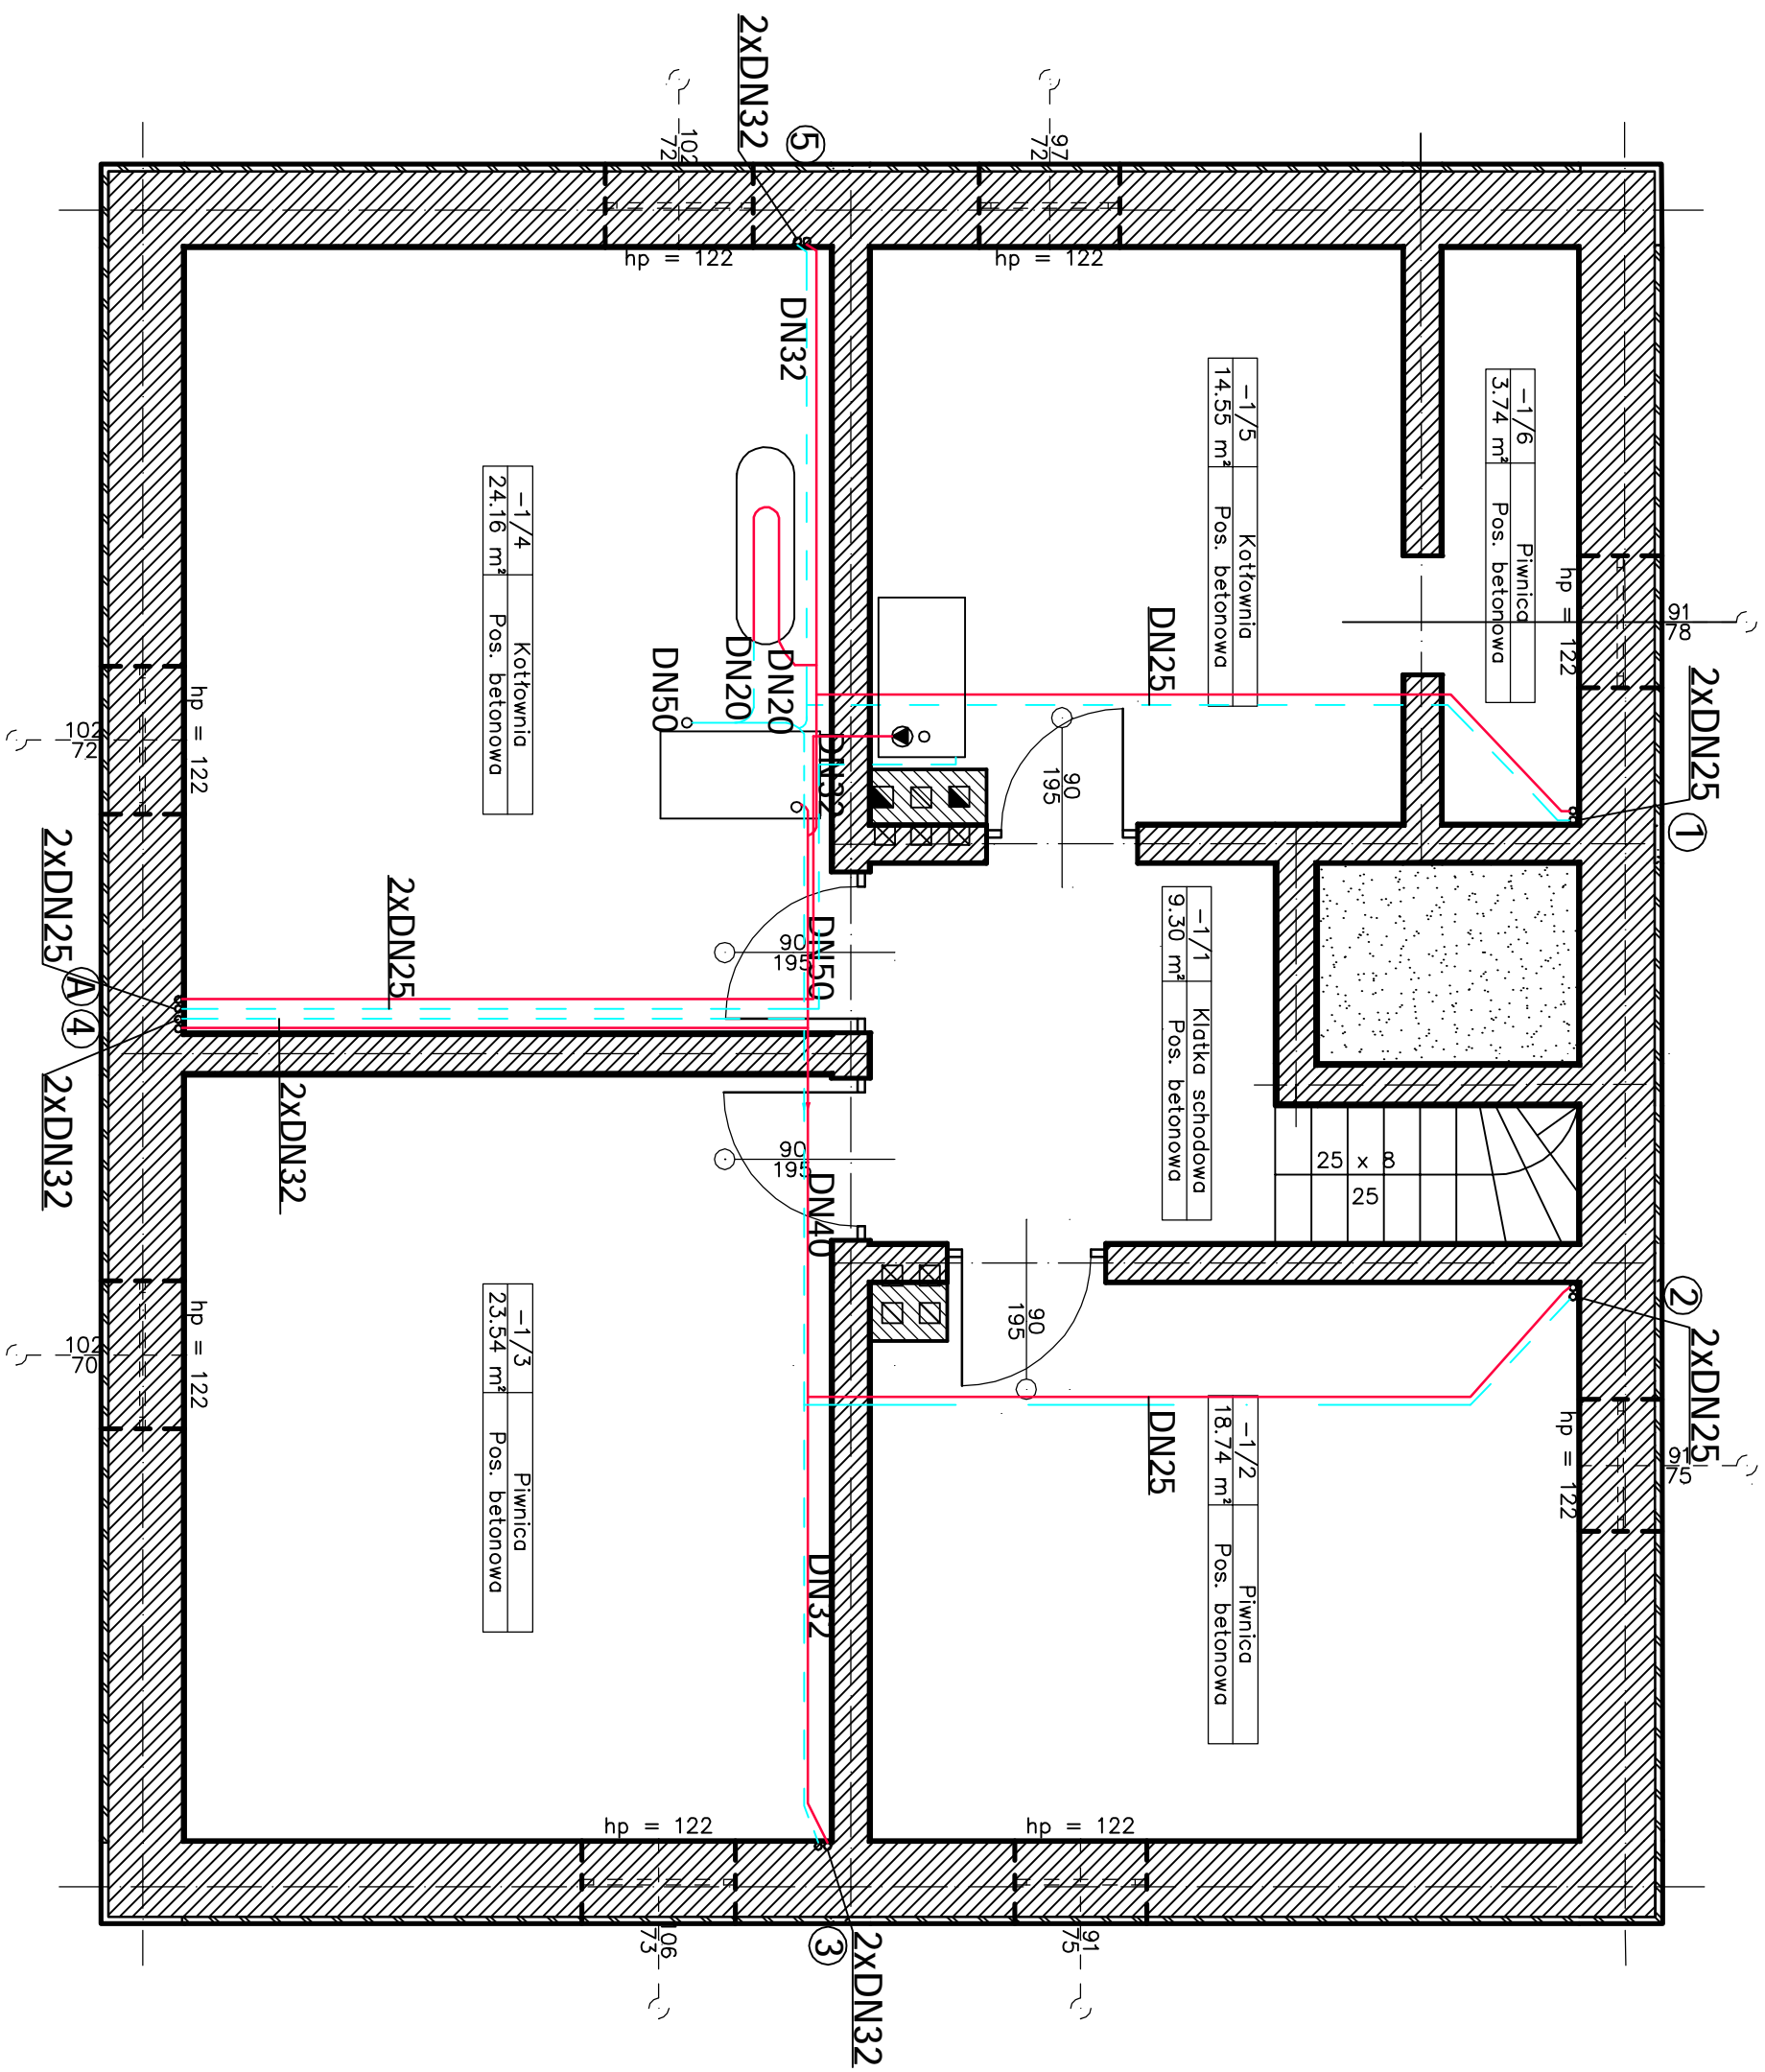 2xDN25
①
2xDN25
②
91
78
91
75
hp = 122
hp = 122
-1/6 Piwnica
3.74 m² Pos. betonowa
25 x 8
25
-1/5 Kotłownia
14.55 m² Pos. betonowa
-1/1 Klatka schodowa
9.30 m² Pos. betonowa
-1/2 Piwnica
18.74 m² Pos. betonowa
DN25
DN25
90
195
90
195
97
72
hp = 122
hp = 122
91
75
2xDN32
⑤
DN32
DN32
DN50
DN40
DN32
③
2xDN32
DN20
DN20
DN50
90
195
90
195
102
72
hp = 122
hp = 122
106
73
-1/4 Kotłownia
24.16 m² Pos. betonowa
-1/3 Piwnica
23.54 m² Pos. betonowa
2xDN25
2xDN32
hp = 122
hp = 122
102
72
102
70
2xDN25
Ⓐ
④
2xDN32